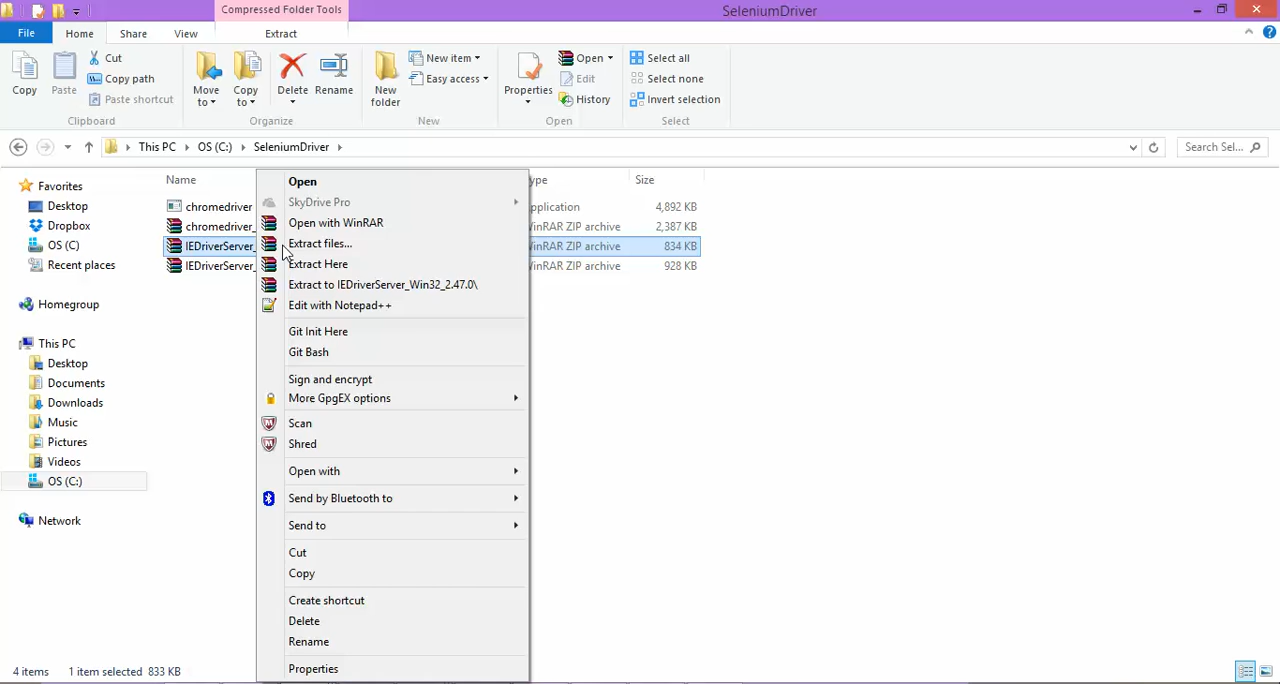 Compressed Folder Tools
SeleniumDriver
File Home Share View Extract
Copy
Paste
Cut
Copy path
Paste shortcut
Clipboard
Move to
Copy to
Delete
Rename
Organize
New folder
New item
Easy access
New
Properties
Open
Edit
History
Open
Select all
Select none
Invert selection
Select
This PC OS (C:) SeleniumDriver
Search Sel...
Favorites
Desktop
Dropbox
OS (C)
Recent places
Homegroup
This PC
Desktop
Documents
Downloads
Music
Pictures
Videos
OS (C:)
Network
Name Size
chromedriver 4,892 KB
chromedriver_ WinRAR ZIP archive 2,387 KB
IEDriverServer_ WinRAR ZIP archive 834 KB
IEDriverServer_ WinRAR ZIP archive 928 KB
Open
SkyDrive Pro
Open with WinRAR
Extract files...
Extract Here
Extract to IEDriverServer_Win32_2.47.0\
Edit with Notepad++
Git Init Here
Git Bash
Sign and encrypt
More GpgEX options
Scan
Shred
Open with
Send by Bluetooth to
Send to
Cut
Copy
Create shortcut
Delete
Rename
Properties
4 items 1 item selected 833 KB